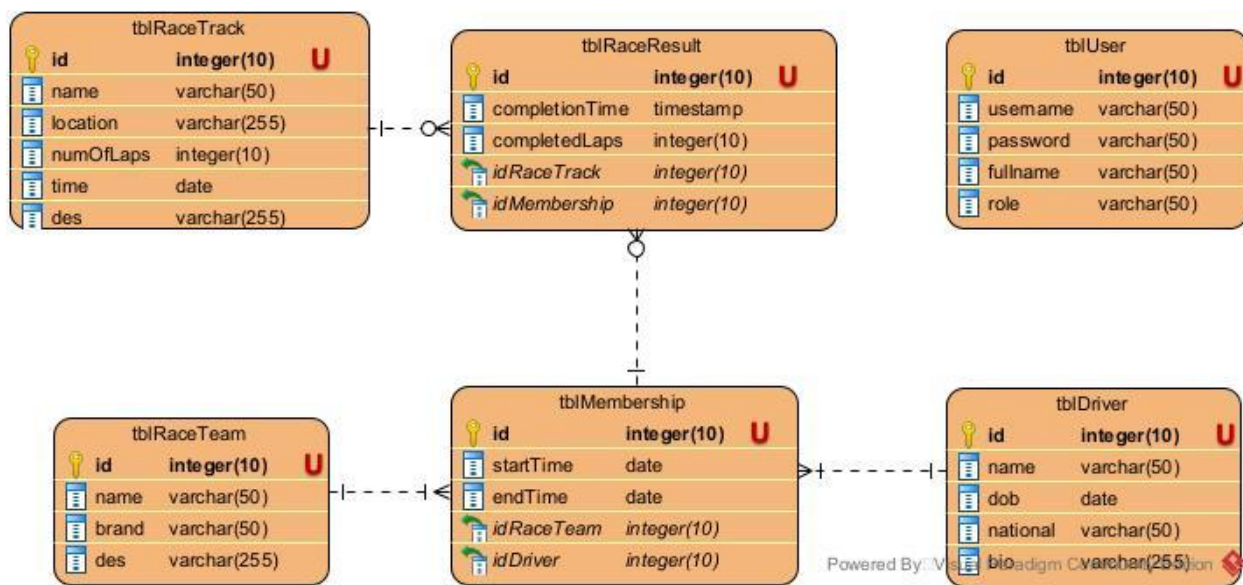 tblRaceTrack
id integer(10) U
name varchar(50)
location varchar(255)
numOfLaps integer(10)
time date
des varchar(255)
tblRaceResult
id integer(10) U
completionTime timestamp
completedLaps integer(10)
idRaceTrack integer(10)
idMembership integer(10)
tblUser
id integer(10) U
username varchar(50)
password varchar(50)
fullname varchar(50)
role varchar(50)
tblRaceTeam
id integer(10) U
name varchar(50)
brand varchar(50)
des varchar(255)
tblMembership
id integer(10) U
startTime date
endTime date
idRaceTeam integer(10)
idDriver integer(10)
tblDriver
id integer(10) U
name varchar(50)
dob date
national varchar(50)
bio varchar(255)
Powered By: Visual Paradigm Community Edition